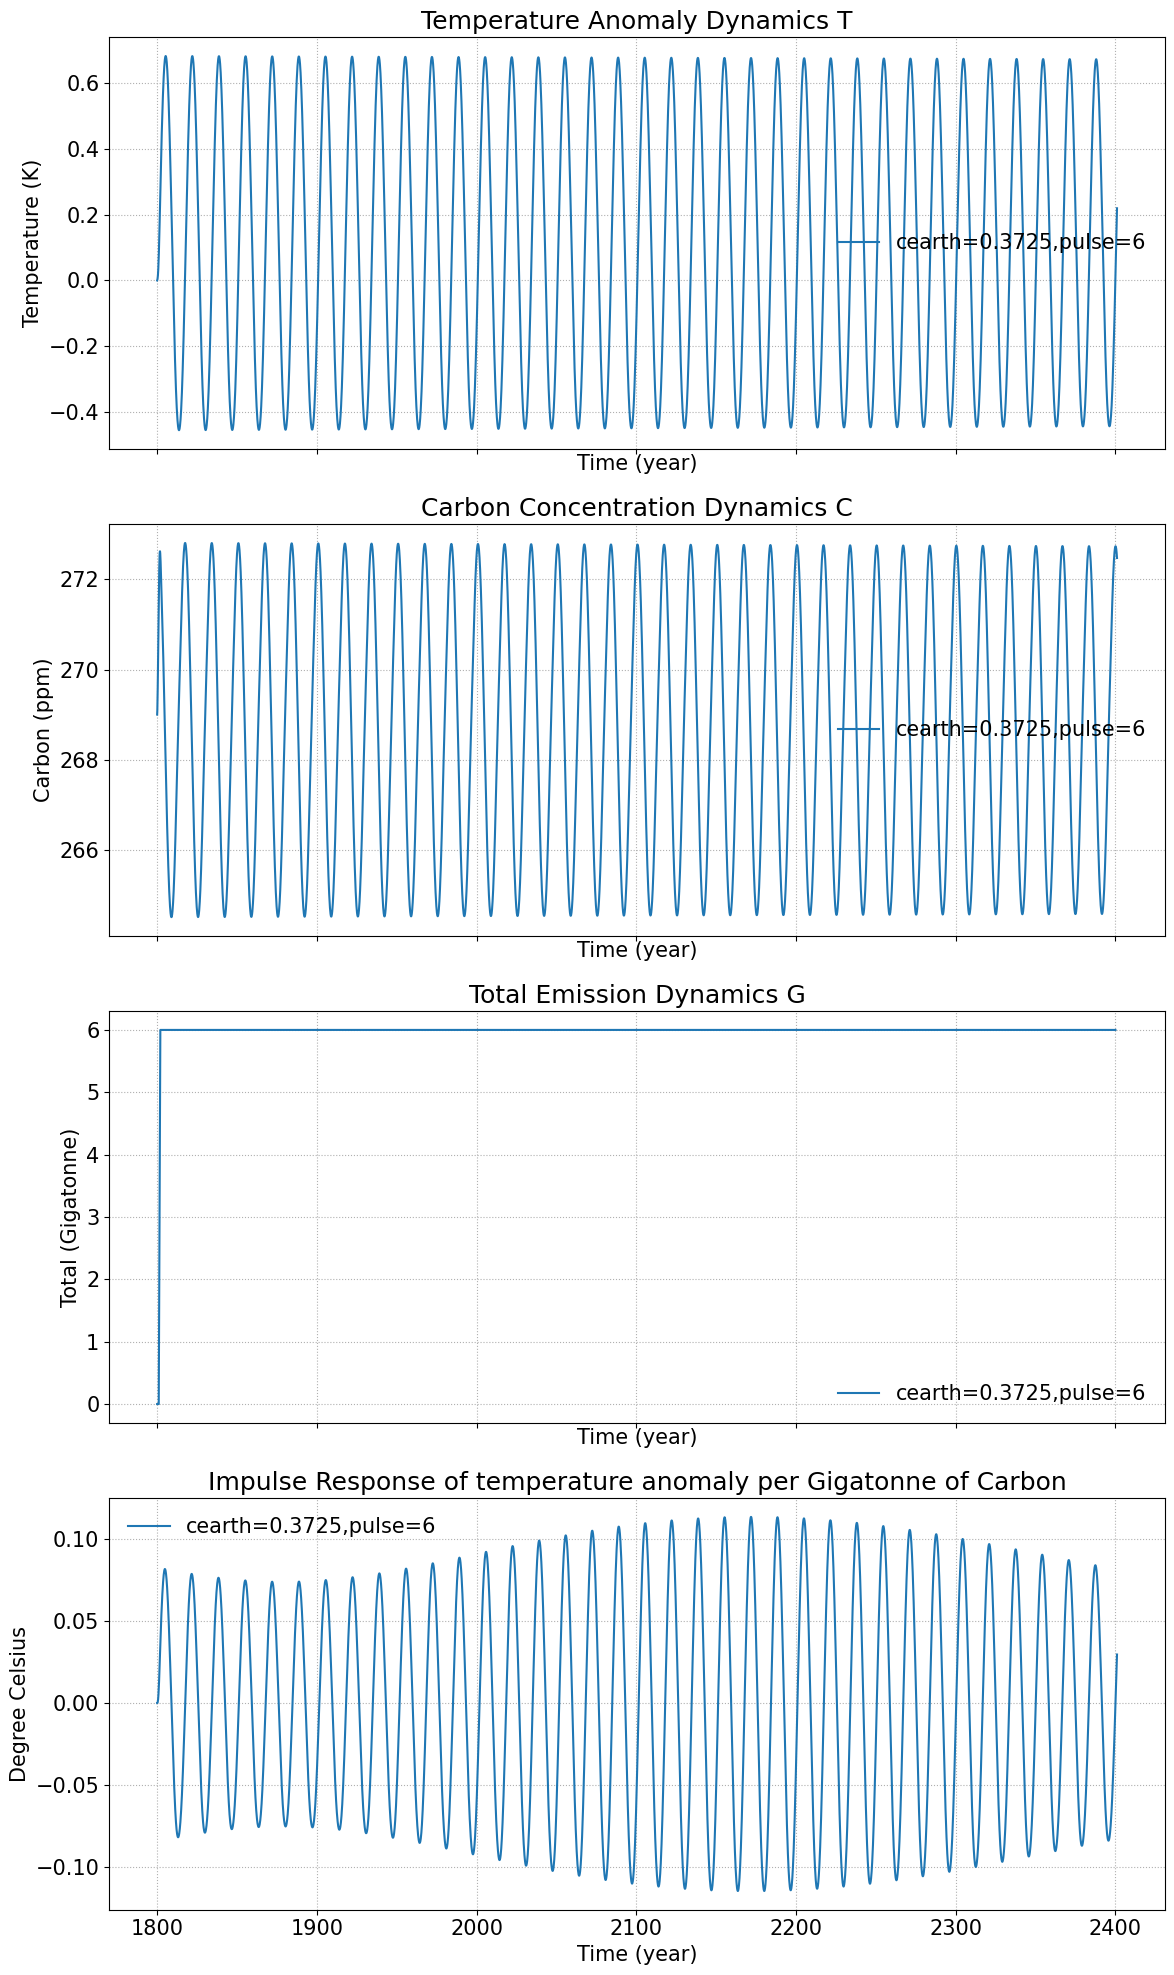 Temperature Anomaly Dynamics T
0.6
0.4
0.2
0.0
−0.2
−0.4
Temperature (K)
cearth=0.3725,pulse=6
Time (year)
Carbon Concentration Dynamics C
272
270
268
266
Carbon (ppm)
cearth=0.3725,pulse=6
Time (year)
Total Emission Dynamics G
6
5
4
3
2
1
0
Total (Gigatonne)
cearth=0.3725,pulse=6
Time (year)
Impulse Response of temperature anomaly per Gigatonne of Carbon
cearth=0.3725,pulse=6
0.10
0.05
0.00
−0.05
−0.10
Degree Celsius
1800 1900 2000 2100 2200 2300 2400
Time (year)